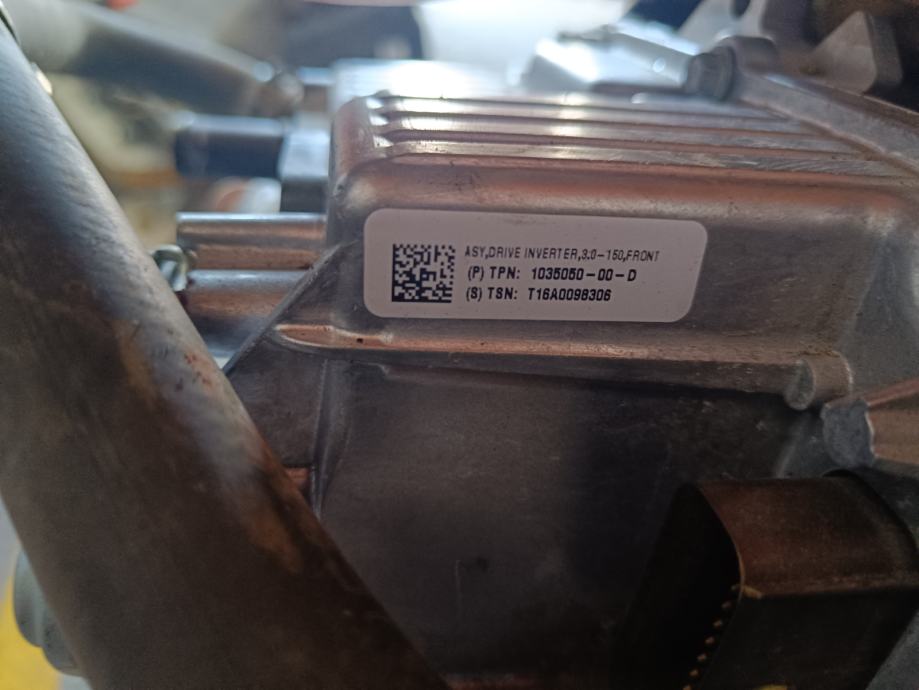 ASY,DRIVE INVERTER,3.0-150,FRONT
(P) TPN: 1035050-00-D
(S) TSN: T16A0098306